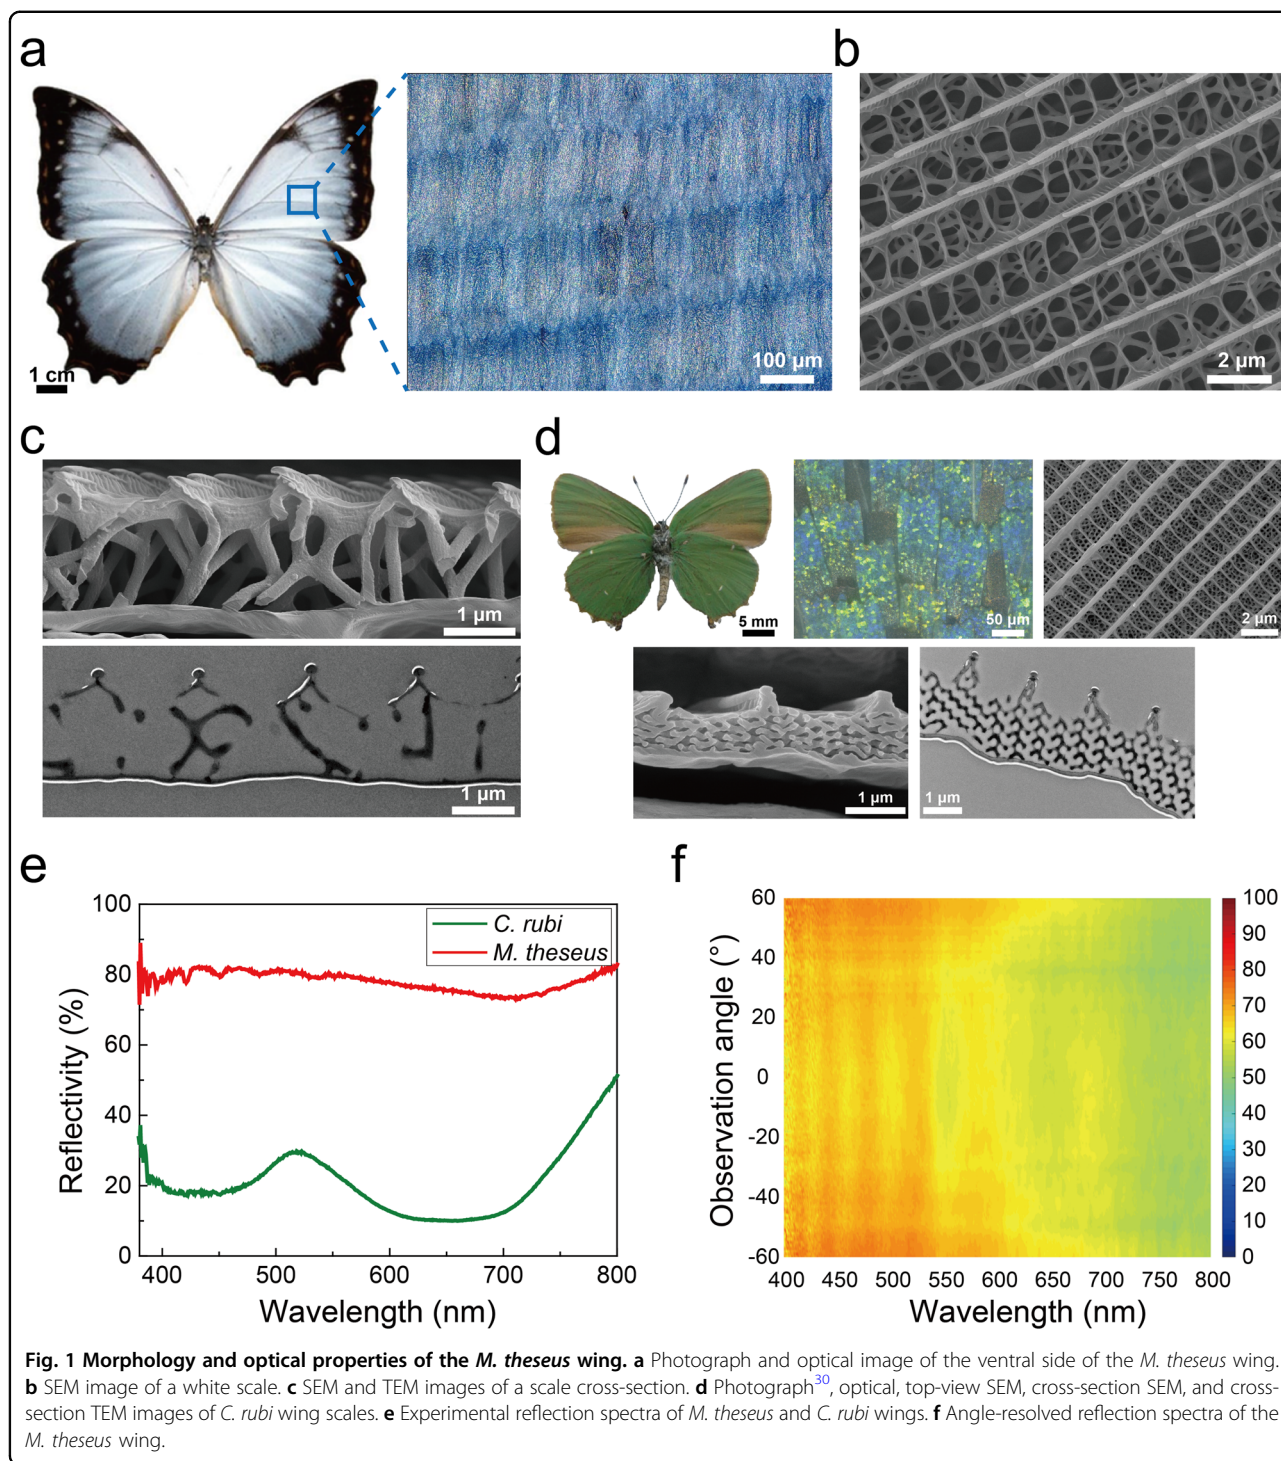 a
1 cm
100 µm
b
2 µm
c
1 µm
1 µm
d
5 mm
50 µm
2 µm
1 µm
1 µm
e
100
80
60
40
20
0
Reflectivity (%)
C. rubi
M. theseus
400 500 600 700 800
Wavelength (nm)
f
60
40
20
0
-20
-40
-60
Observation angle (°)
400 450 500 550 600 650 700 750 800
Wavelength (nm)
100
90
80
70
60
50
40
30
20
10
0
Fig. 1 Morphology and optical properties of the M. theseus wing. a Photograph and optical image of the ventral side of the M. theseus wing.
b SEM image of a white scale. c SEM and TEM images of a scale cross-section. d Photograph30, optical, top-view SEM, cross-section SEM, and cross-
section TEM images of C. rubi wing scales. e Experimental reflection spectra of M. theseus and C. rubi wings. f Angle-resolved reflection spectra of the
M. theseus wing.